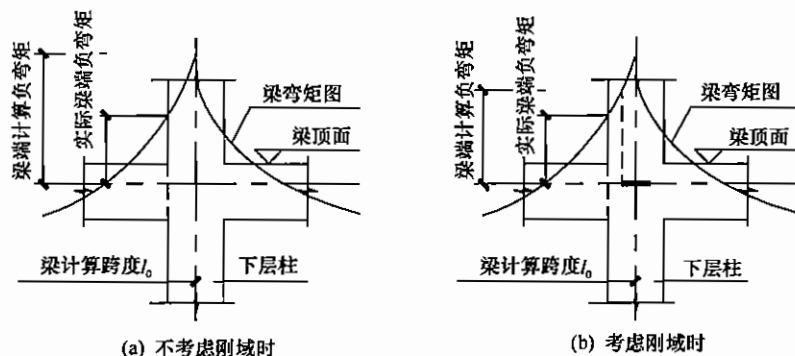 梁端计算负弯矩
实际梁端负弯矩
梁弯矩图
梁顶面
梁计算跨度l₀
下层柱
(a) 不考虑刚域时
梁端计算负弯矩
实际梁端负弯矩
梁弯矩图
梁顶面
梁计算跨度l₀
下层柱
(b) 考虑刚域时